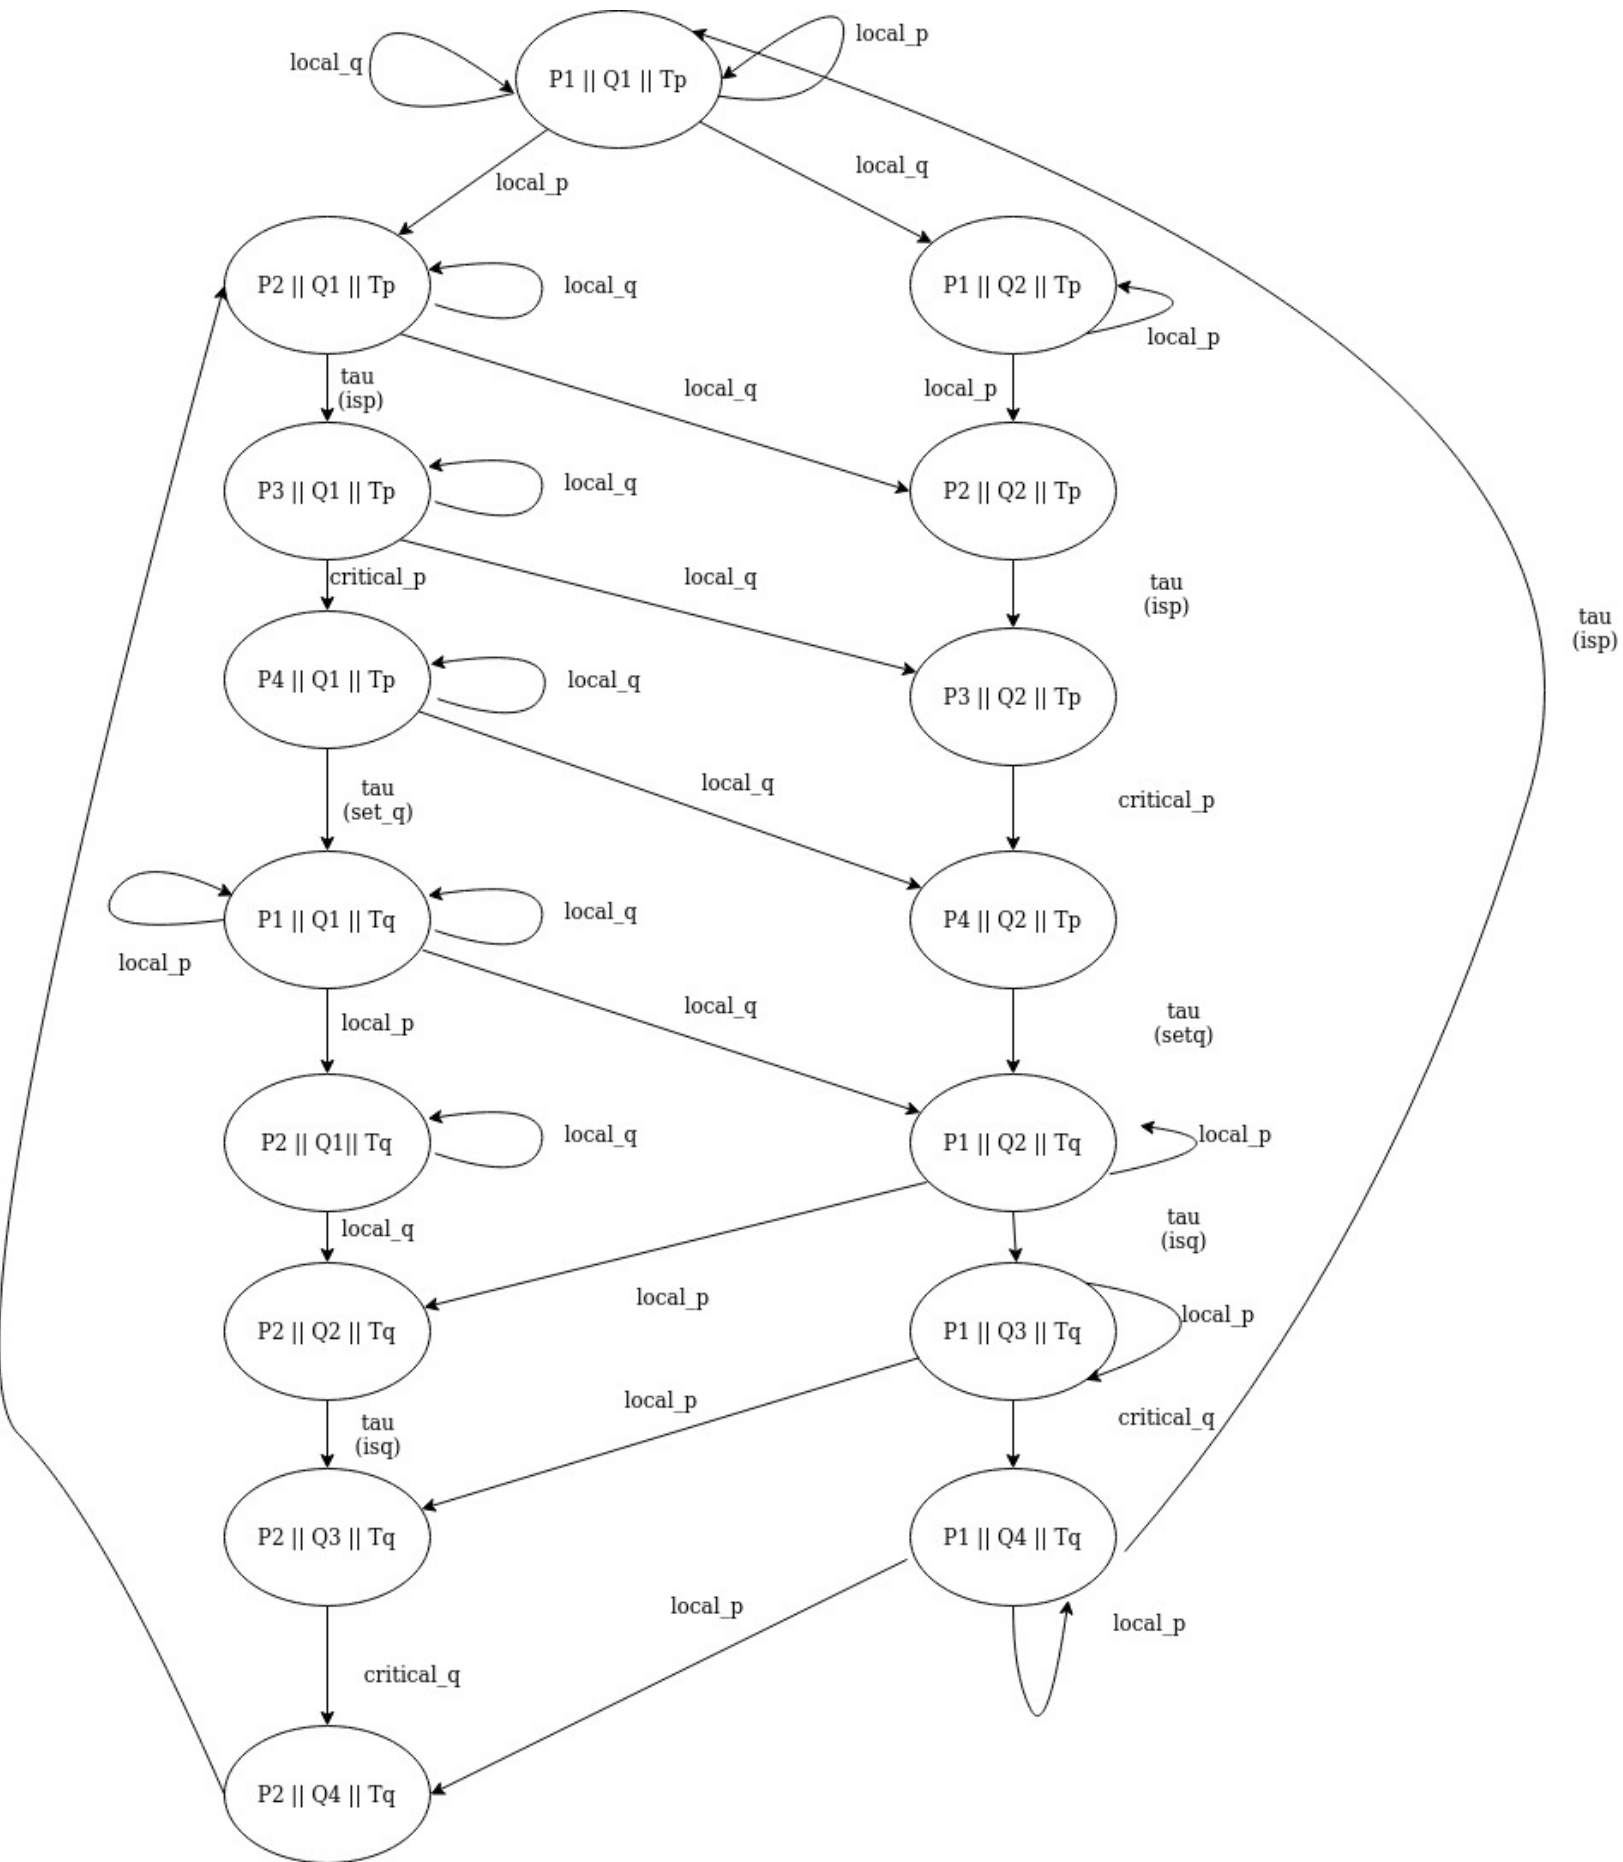 local_p
local_q
P1 || Q1 || Tp
local_q
local_p
P2 || Q1 || Tp
local_q
P1 || Q2 || Tp
local_p
tau
(isp)
local_q
local_p
P3 || Q1 || Tp
local_q
P2 || Q2 || Tp
critical_p
local_q
tau
(isp)
tau
(isp)
P4 || Q1 || Tp
local_q
P3 || Q2 || Tp
tau
(set_q)
local_q
critical_p
P1 || Q1 || Tq
local_q
P4 || Q2 || Tp
local_p
local_p
local_q
tau
(setq)
P2 || Q1|| Tq
local_q
P1 || Q2 || Tq
local_p
local_q
tau
(isq)
local_p
P2 || Q2 || Tq
P1 || Q3 || Tq
local_p
tau
(isq)
local_p
critical_q
P2 || Q3 || Tq
P1 || Q4 || Tq
local_p
local_p
critical_q
P2 || Q4 || Tq